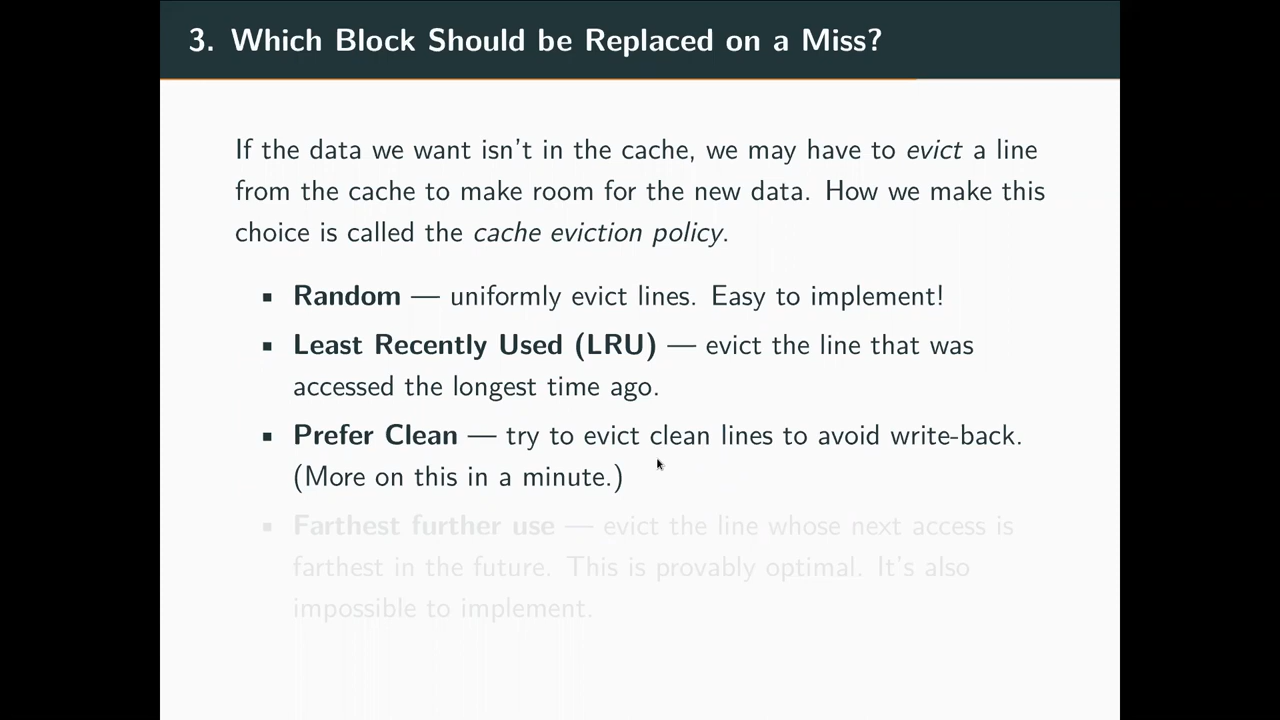 3. Which Block Should be Replaced on a Miss?
If the data we want isn't in the cache, we may have to evict a line
from the cache to make room for the new data. How we make this
choice is called the cache eviction policy.
▪ Random — uniformly evict lines. Easy to implement!
▪ Least Recently Used (LRU) — evict the line that was
accessed the longest time ago.
▪ Prefer Clean — try to evict clean lines to avoid write-back.
(More on this in a minute.)
▪ Farthest further use — evict the line whose next access is
farthest in the future. This is provably optimal. It's also
impossible to implement.